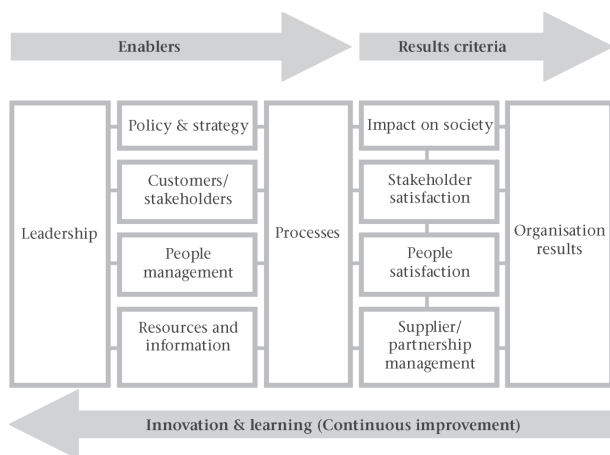 Enablers
Results criteria
Leadership
Policy & strategy
Customers/
stakeholders
People
management
Resources and
information
Processes
Impact on society
Stakeholder
satisfaction
People
satisfaction
Supplier/
partnership
management
Organisation
results
Innovation & learning (Continuous improvement)